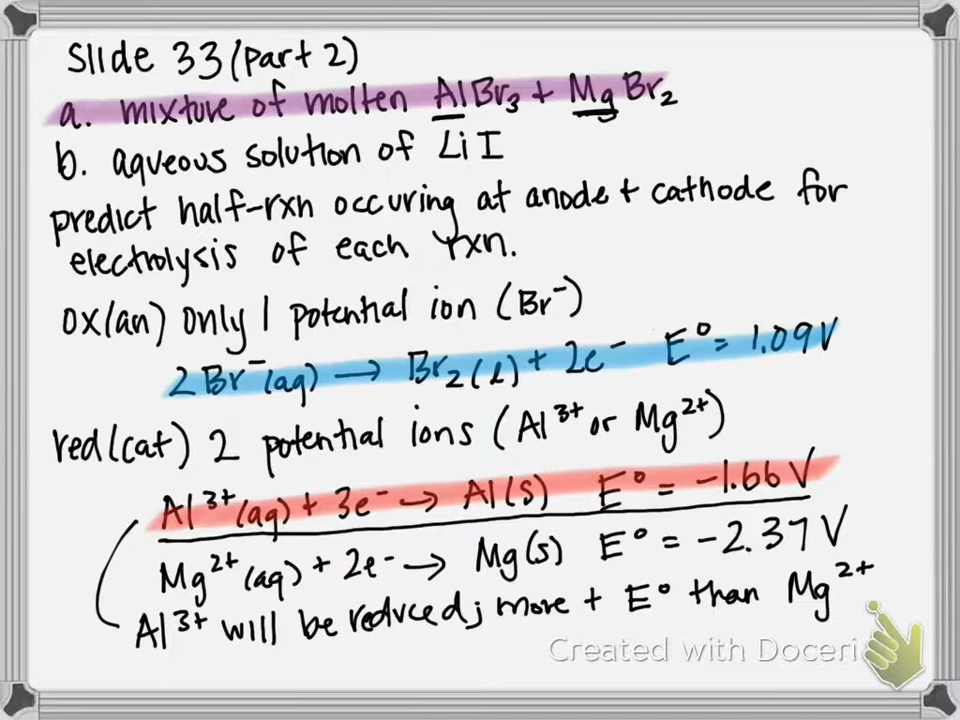 Slide 33 (part 2)
a. mixture of molten AlBr₃ + MgBr₂
b. aqueous solution of LiI
predict half-rxn occuring at anode + cathode for
electrolysis of each rxn.
ox(an) only 1 potential ion (Br⁻)
2Br⁻(aq) → Br₂(l) + 2e⁻ E° = 1.09V
red(cat) 2 potential ions (Al³⁺ or Mg²⁺)
Al³⁺(aq) + 3e⁻ → Al(s) E° = -1.66 V
Mg²⁺(aq) + 2e⁻ → Mg(s) E° = -2.37 V
Al³⁺ will be reduced; more + E° than Mg²⁺
Created with Doceri